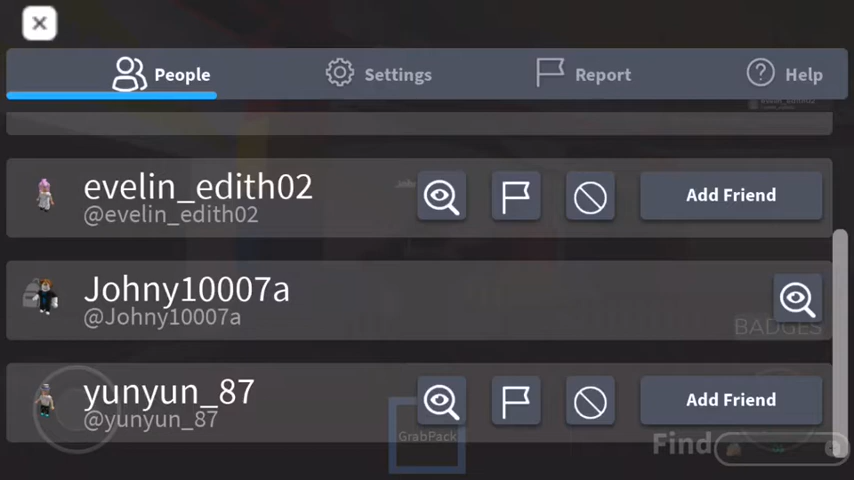 People
Settings
Report
Help
evelin_edith02
@evelin_edith02
Add Friend
Johny10007a
@Johny10007a
BADGES
yunyun_87
@yunyun_87
Add Friend
GrabPack
Find